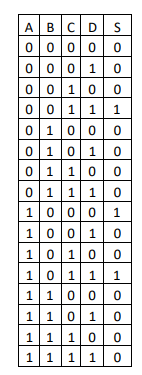 A B C D S
0 0 0 0 0
0 0 0 1 0
0 0 1 0 0
0 0 1 1 1
0 1 0 0 0
0 1 0 1 0
0 1 1 0 0
0 1 1 1 0
1 0 0 0 1
1 0 0 1 0
1 0 1 0 0
1 0 1 1 1
1 1 0 0 0
1 1 0 1 0
1 1 1 0 0
1 1 1 1 0